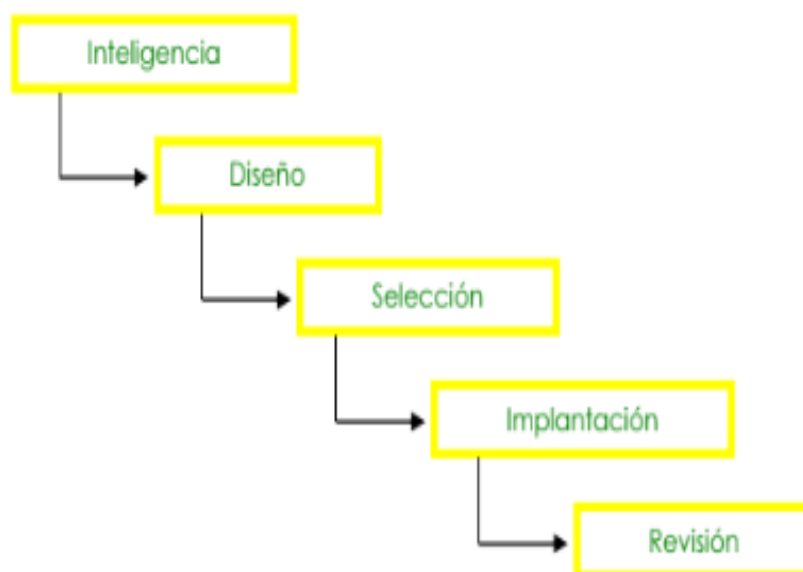 Inteligencia
Diseño
Selección
Implantación
Revisión